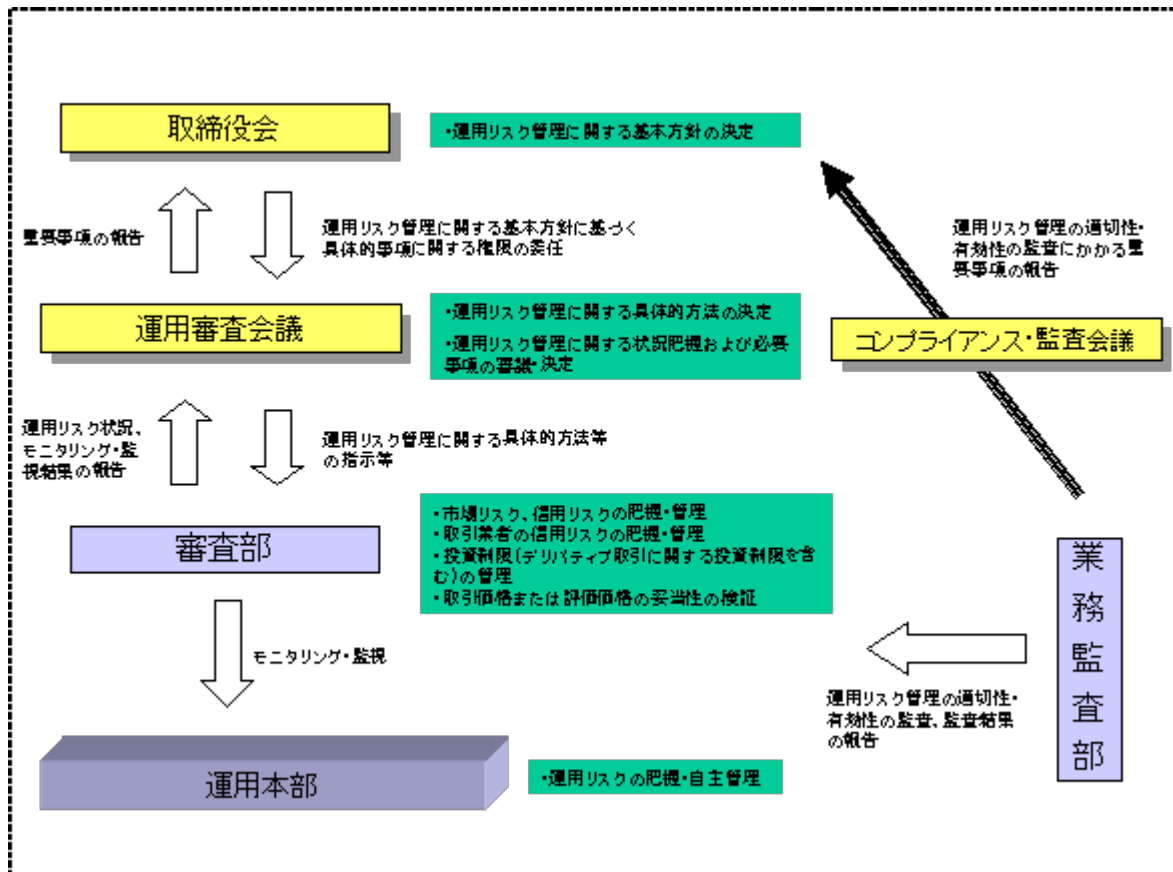 取締役会
・運用リスク管理に関する基本方針の決定
重要事項の報告
運用リスク管理に関する基本方針に基づく
具体的事項に関する権限の委任
運用リスク管理の適切性・
有効性の監査にかかる重
要事項の報告
運用審査会議
・運用リスク管理に関する具体的方法の決定
・運用リスク管理に関する状況把握および必要
事項の審議・決定
コンプライアンス・監査会議
運用リスク状況、
モニタリング・監
視結果の報告
運用リスク管理に関する具体的方法等
の指示等
審査部
・市場リスク、信用リスクの把握・管理
・取引業者の信用リスクの把握・管理
・投資制限(デリバティブ取引に関する投資制限を含
む)の管理
・取引価格または評価価格の妥当性の検証
業務監査部
モニタリング・監視
運用リスク管理の適切性・
有効性の監査、監査結果
の報告
運用本部
・運用リスクの把握・自主管理